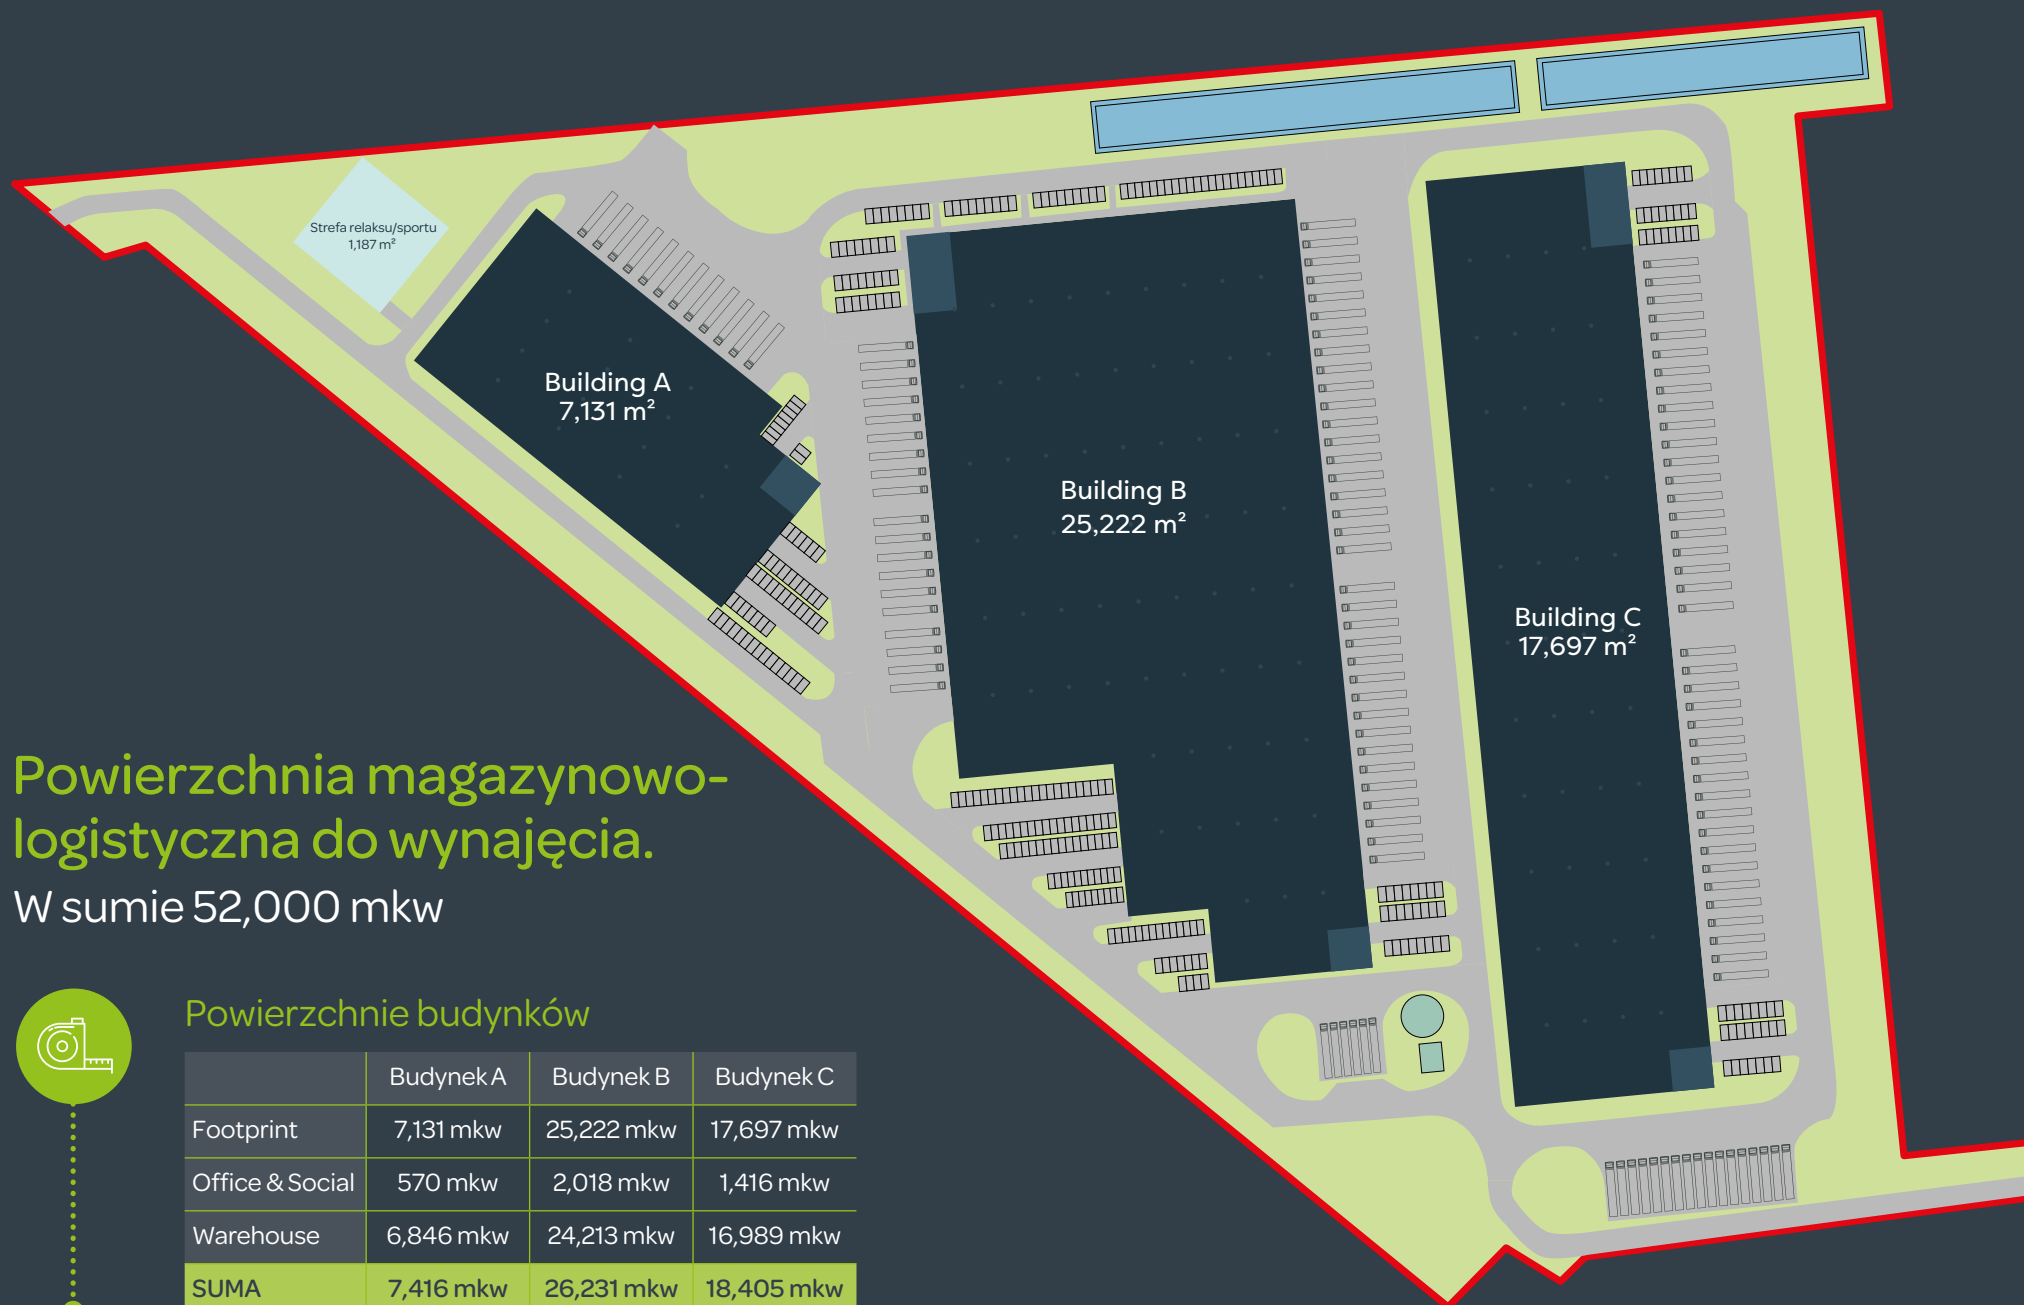 Strefa relaksu/sportu
1,187 m²
Building A
7,131 m²
Building B
25,222 m²
Building C
17,697 m²
Powierzchnia magazynowo-
logistyczna do wynajęcia.
W sumie 52,000 mkw
Powierzchnie budynków
Budynek A Budynek B Budynek C
Footprint 7,131 mkw 25,222 mkw 17,697 mkw
Office & Social 570 mkw 2,018 mkw 1,416 mkw
Warehouse 6,846 mkw 24,213 mkw 16,989 mkw
SUMA 7,416 mkw 26,231 mkw 18,405 mkw